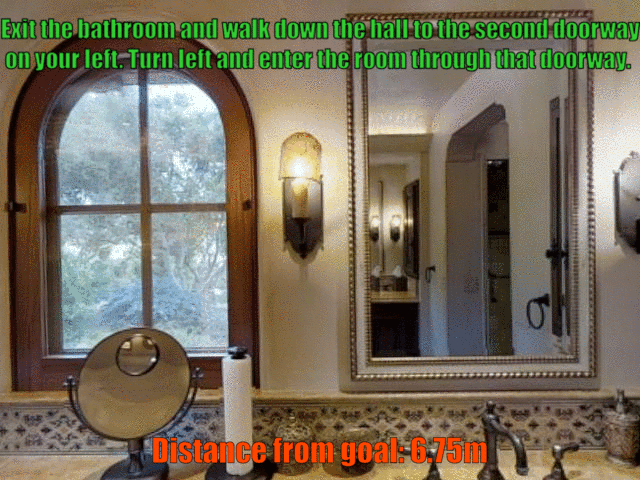 Exit the bathroom and walk down the hall to the second doorway
on your left. Turn left and enter the room through that doorway.
Distance from goal: 6.75m